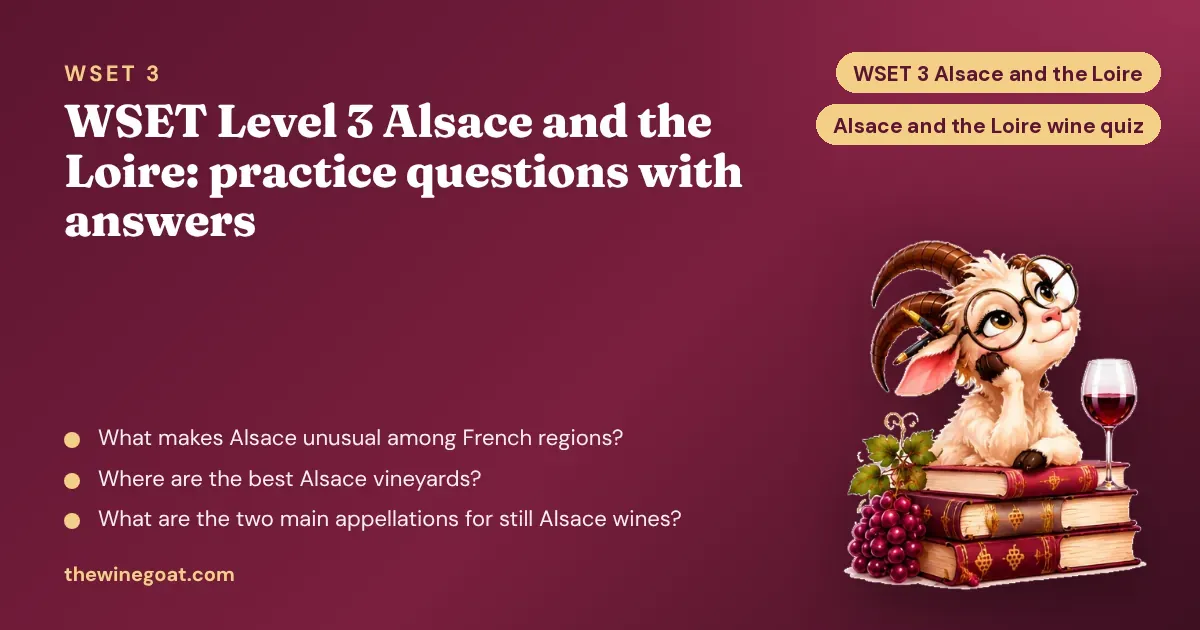 WSET 3
WSET Level 3 Alsace and the
Loire: practice questions with
answers
WSET 3 Alsace and the Loire
Alsace and the Loire wine quiz
What makes Alsace unusual among French regions?
Where are the best Alsace vineyards?
What are the two main appellations for still Alsace wines?
thewinegoat.com